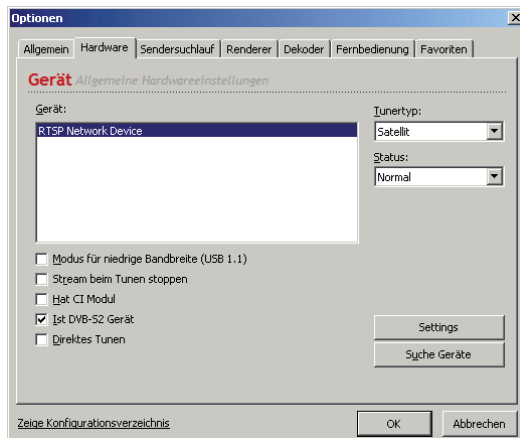 Optionen
Allgemein Hardware Sendersuchlauf Renderer Dekoder Fernbedienung Favoriten
Gerät Allgemeine Hardwareeinstellungen
Gerät:
RTSP Network Device
Tunertyp:
Satellit
Status:
Normal
Modus für niedrige Bandbreite (USB 1.1)
Stream beim Tunen stoppen
Hat CI Modul
Ist DVB-S2 Gerät
Direktes Tunen
Settings
Suche Geräte
Zeige Konfigurationsverzeichnis
OK
Abbrechen